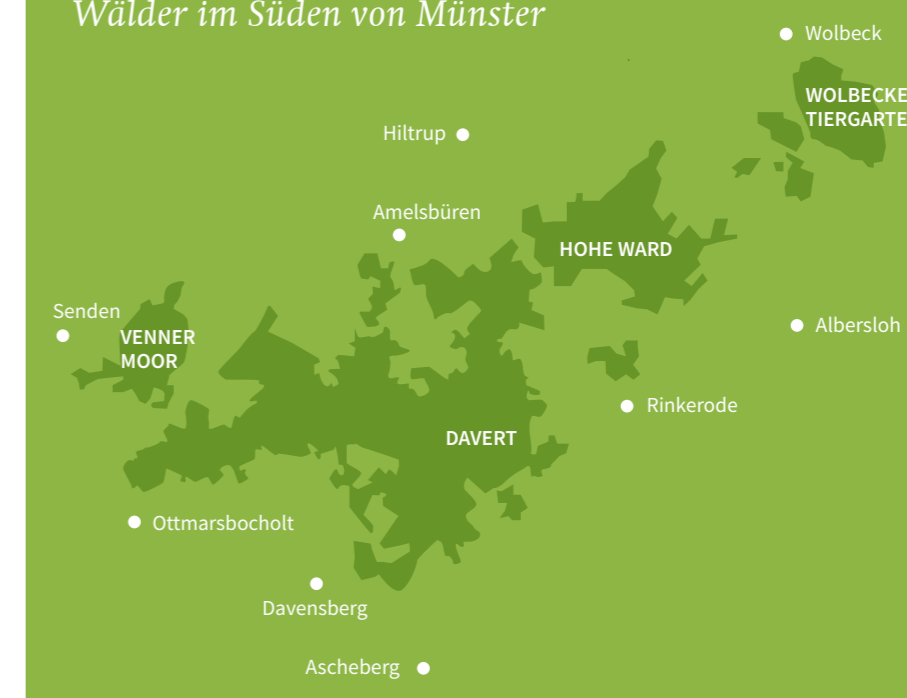 Wälder im Süden von Münster
Wolbeck
WOLBECKE
TIERGARTE
Hiltrup
Amelsbüren
HOHE WARD
Senden
VENNER
MOOR
Albersloh
Rinkerode
DAVERT
Ottmarsbocholt
Davensberg
Ascheberg